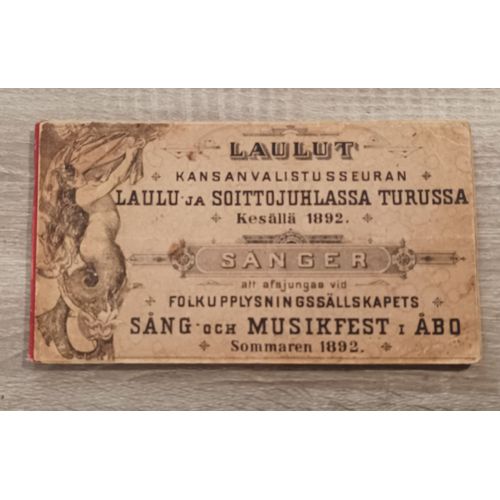 LAULUT
KANSANVALISTUSSEURAN
LAULU JA SOITTOJUHLASSA TURUSSA
Kesällä 1892.
SÅNGER
att afsjungas vid
FOLKUPPLYSNINGSSÄLLSKAPETS
SÅNG OCH MUSIKFEST I ÅBO
Sommaren 1892.